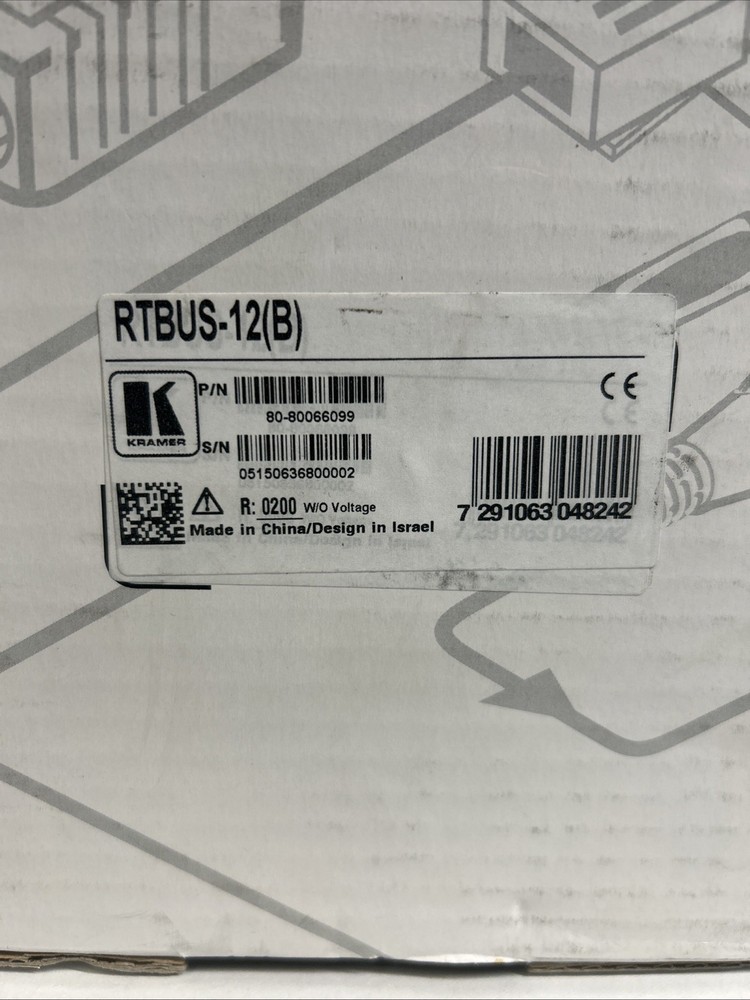 RTBUS-12(B)
KRAMER
P/N
80-80066099
CE
S/N
05150636800002
R: 0200 W/O Voltage
Made in China/Design in Israel
7 291063 048242